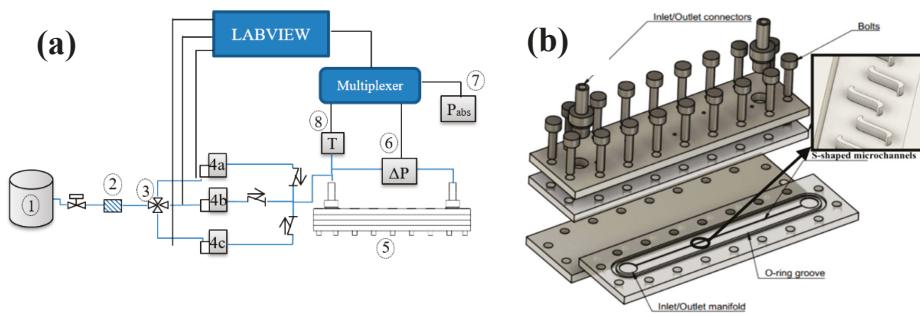 (a)
LABVIEW
Multiplexer
7
P_abs
8
T
6
ΔP
1
2
3
4a
4b
4c
5
(b)
Inlet/Outlet connectors
Bolts
S-shaped microchannels
O-ring groove
Inlet/Outlet manifold